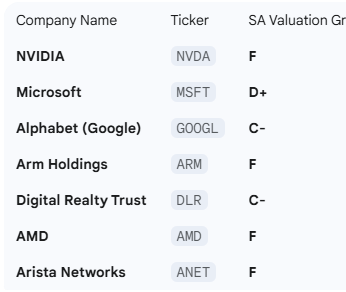 Company Name Ticker SA Valuation Gr
NVIDIA NVDA F
Microsoft MSFT D+
Alphabet (Google) GOOGL C-
Arm Holdings ARM F
Digital Realty Trust DLR C-
AMD AMD F
Arista Networks ANET F